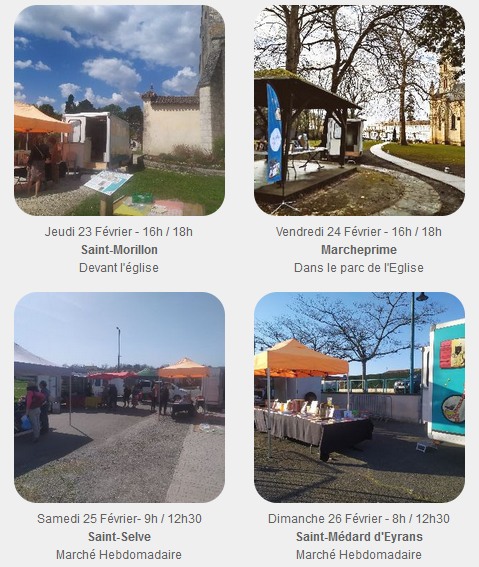 Jeudi 23 Février - 16h / 18h
Saint-Morillon
Devant l'église
Vendredi 24 Février - 16h / 18h
Marcheprime
Dans le parc de l'Eglise
Samedi 25 Février- 9h / 12h30
Saint-Selve
Marché Hebdomadaire
Dimanche 26 Février - 8h / 12h30
Saint-Médard d'Eyrans
Marché Hebdomadaire